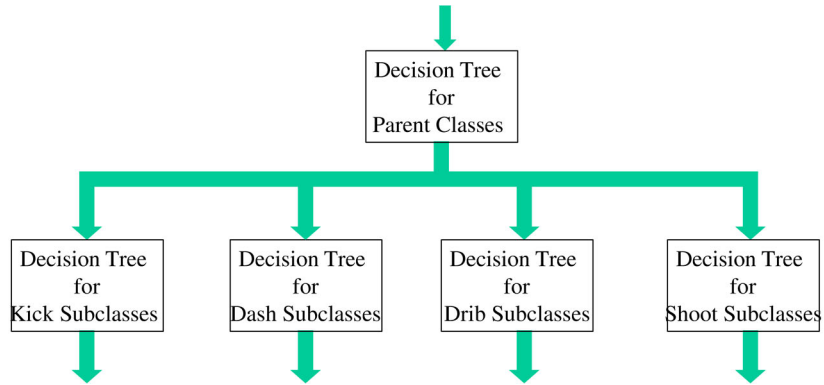 Decision Tree
for
Parent Classes
Decision Tree
for
Kick Subclasses
Decision Tree
for
Dash Subclasses
Decision Tree
for
Drib Subclasses
Decision Tree
for
Shoot Subclasses